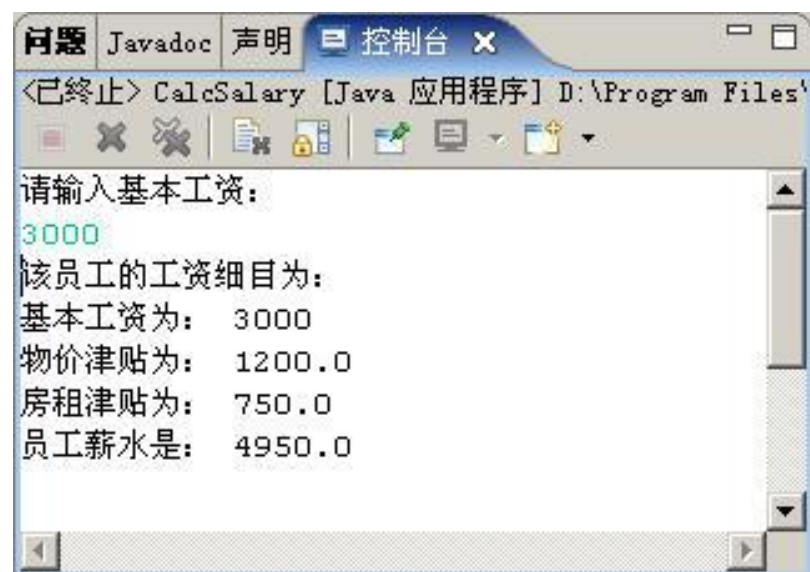 问题 Javadoc 声明 控制台
<已终止> CalcSalary [Java 应用程序] D:\Program Files\
请输入基本工资:
3000
该员工的工资细目为:
基本工资为: 3000
物价津贴为: 1200.0
房租津贴为: 750.0
员工薪水是: 4950.0